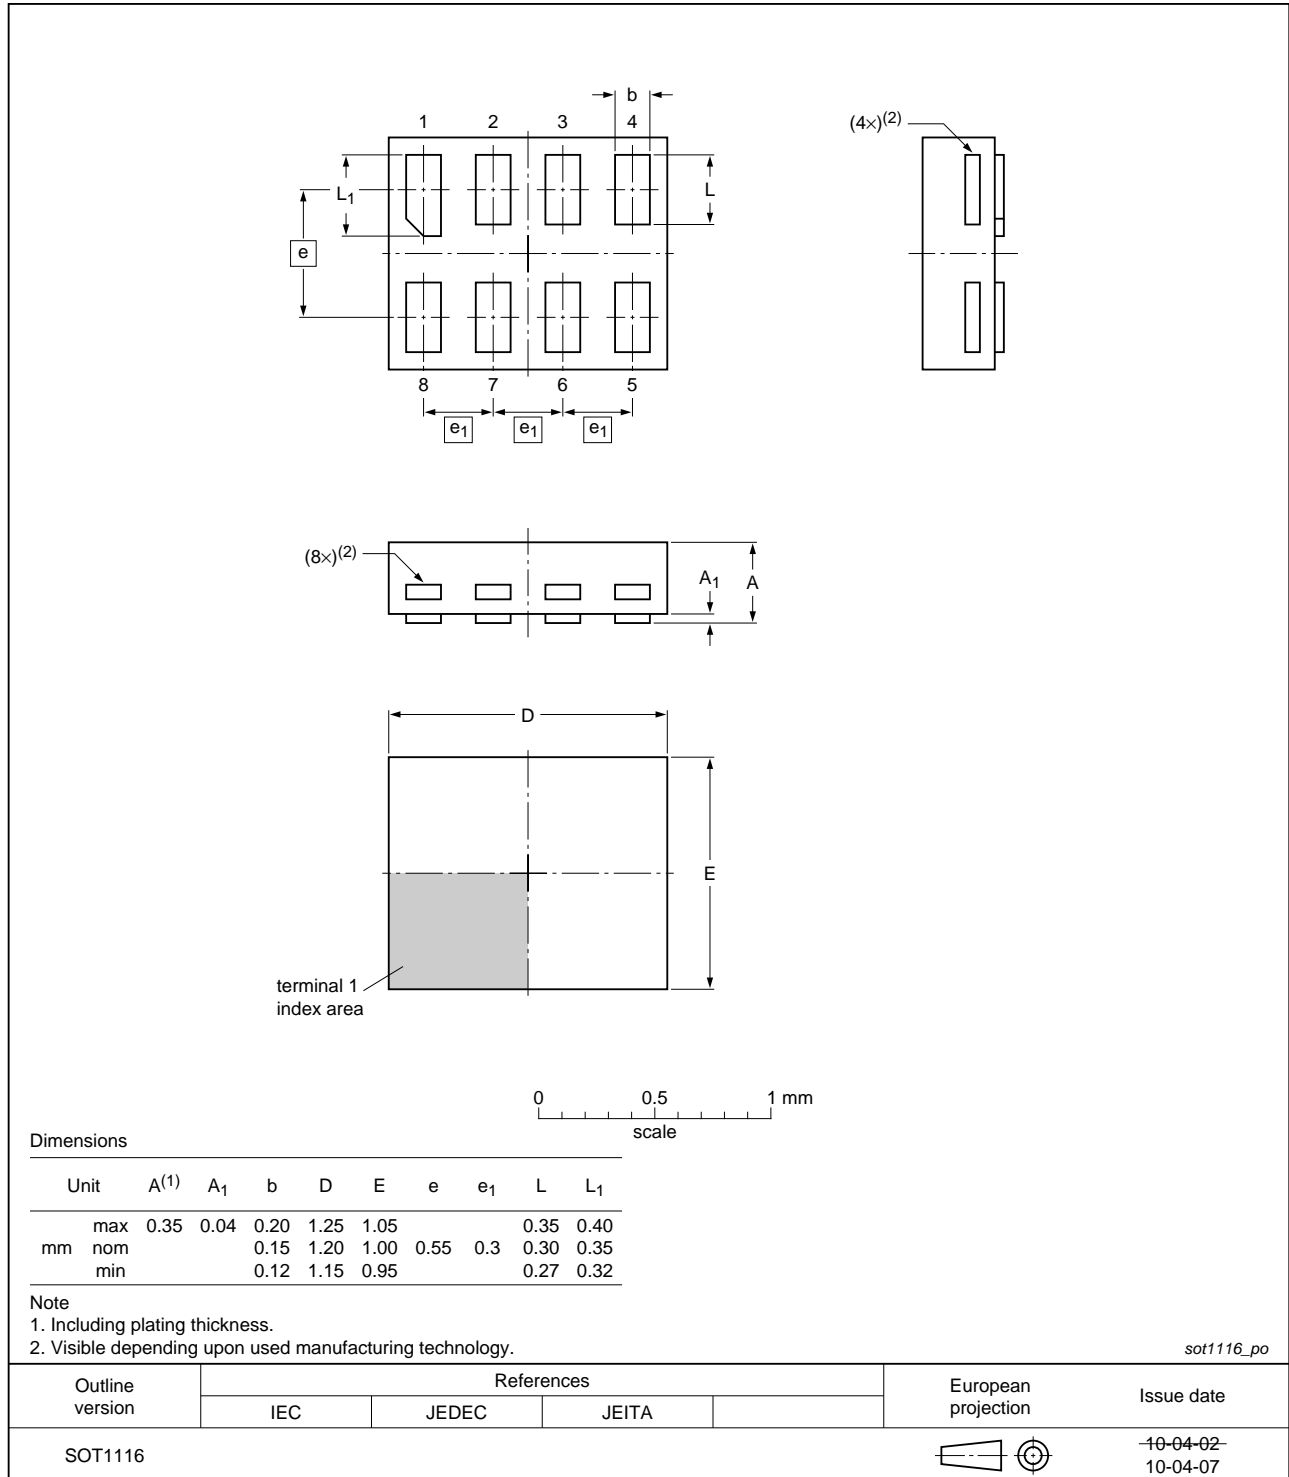 b
1 2 3 4
(4×)(2)
L1
L
e
8 7 6 5
e1 e1 e1
(8×)(2)
A1 A
D
E
terminal 1
index area
0 0.5 1 mm
scale
Dimensions
Unit A(1) A1 b D E e e1 L L1
max 0.35 0.04 0.20 1.25 1.05 0.35 0.40
mm nom 0.15 1.20 1.00 0.55 0.3 0.30 0.35
min 0.12 1.15 0.95 0.27 0.32
Note
1. Including plating thickness.
2. Visible depending upon used manufacturing technology.
sot1116_po
Outline
version
References
IEC JEDEC JEITA
European
projection
Issue date
SOT1116
10-04-02
10-04-07